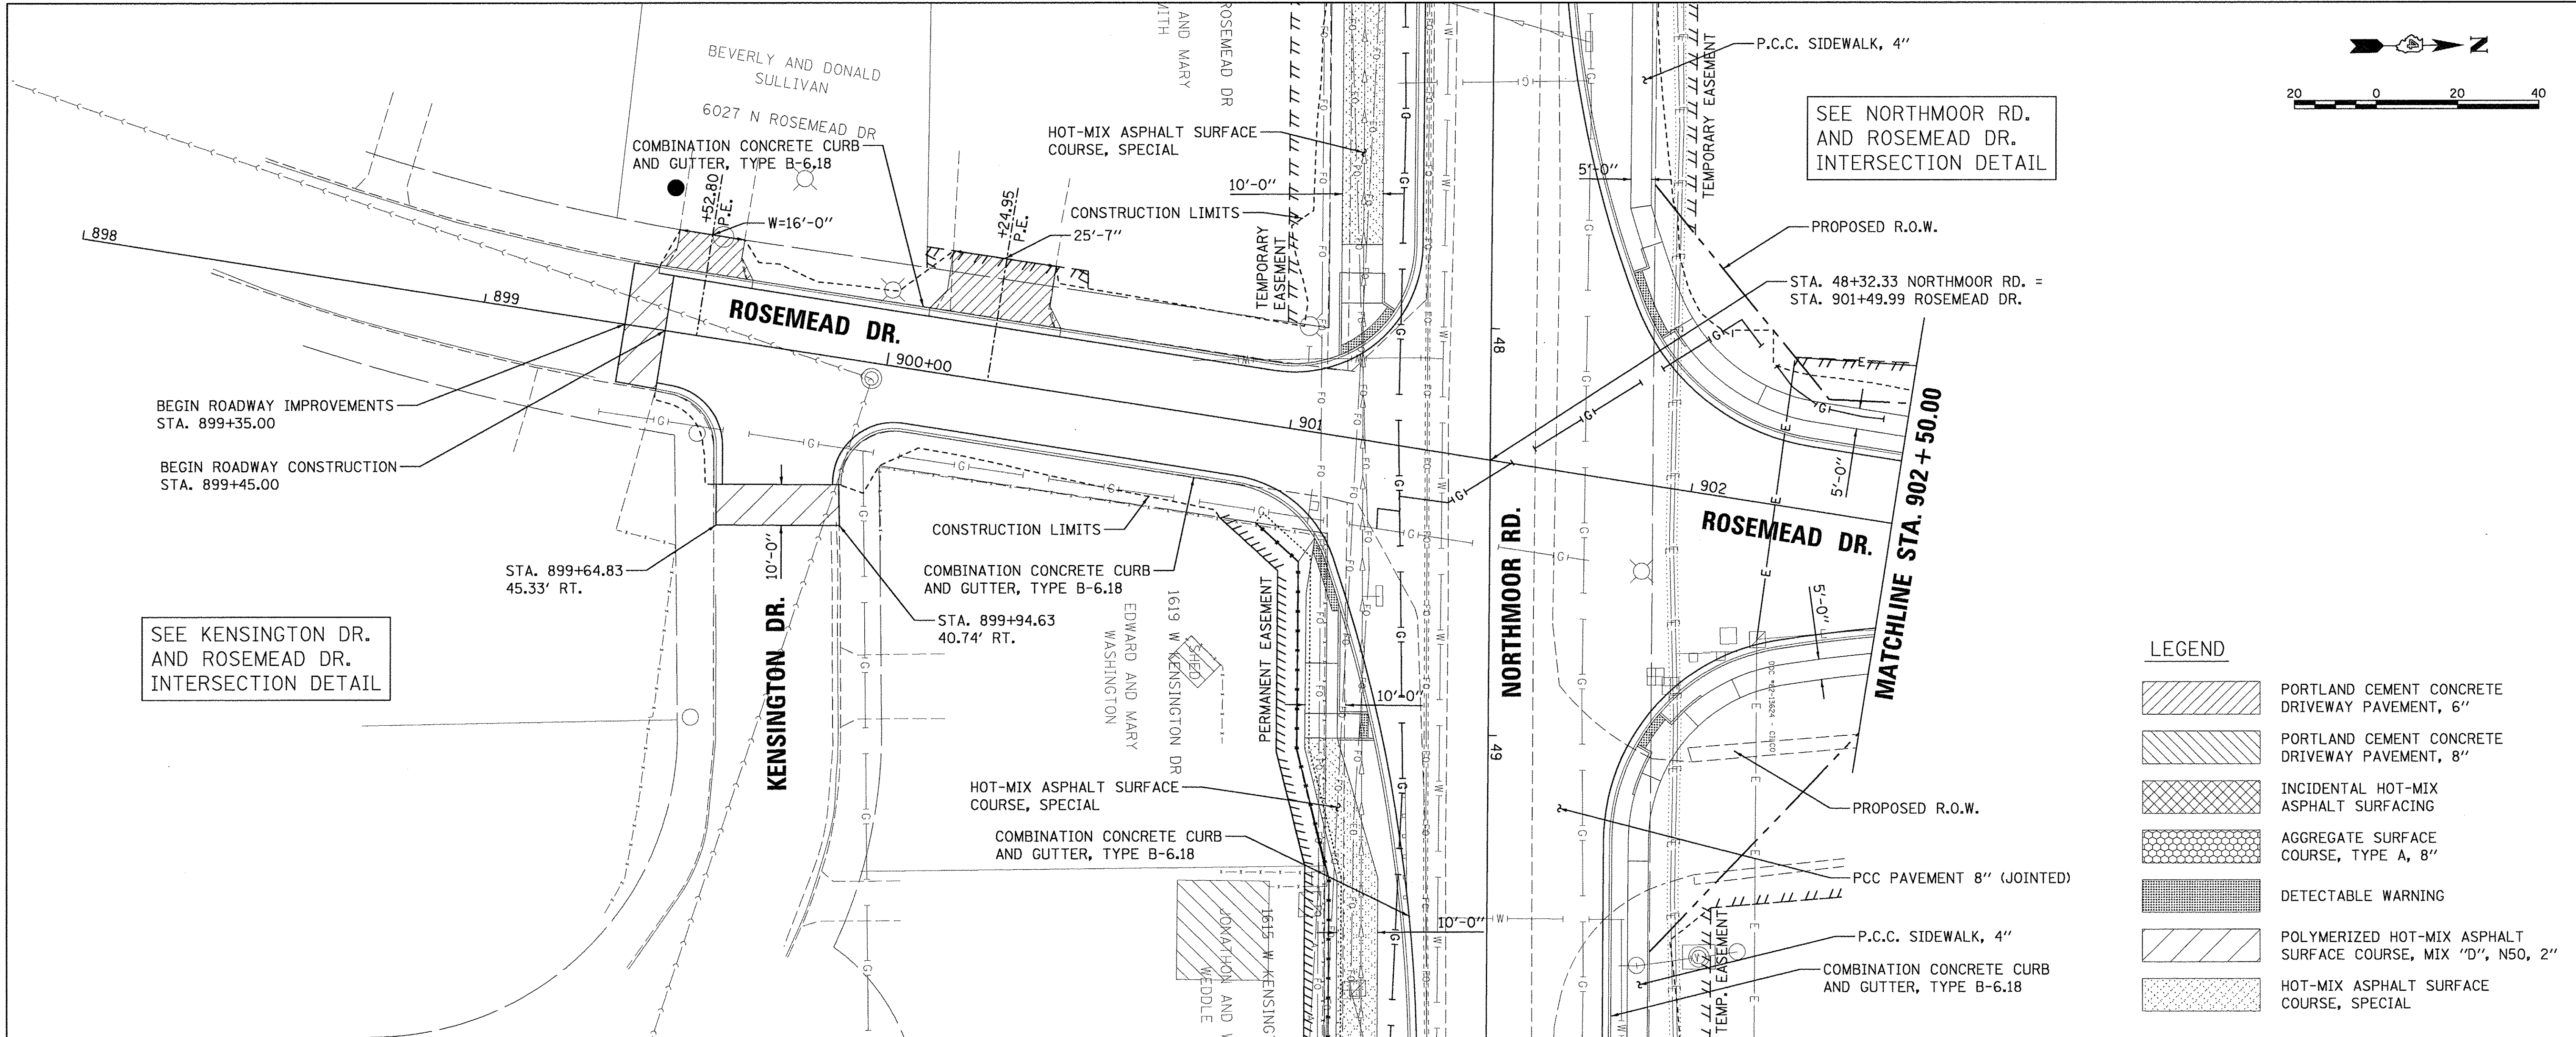 BEVERLY AND DONALD
SULLIVAN
6027 N ROSEMEAD DR
AND MARY
ROSEMEAD DR
COMBINATION CONCRETE CURB
AND GUTTER, TYPE B-6.18
+52.80
P.E.
W=16'-0"
HOT-MIX ASPHALT SURFACE
COURSE, SPECIAL
10'-0"
+24.95
P.E.
CONSTRUCTION LIMITS
25'-7"
TEMPORARY
EASEMENT
P.C.C. SIDEWALK, 4"
TEMPORARY EASEMENT
5'-0"
SEE NORTHMOOR RD.
AND ROSEMEAD DR.
INTERSECTION DETAIL
N
20 0 20 40
PROPOSED R.O.W.
STA. 48+32.33 NORTHMOOR RD. =
STA. 901+49.99 ROSEMEAD DR.
898
899
ROSEMEAD DR.
900+00
901
48
902
ROSEMEAD DR.
MATCHLINE STA. 902 + 50.00
5'-0"
5'-0"
BEGIN ROADWAY IMPROVEMENTS
STA. 899+35.00
BEGIN ROADWAY CONSTRUCTION
STA. 899+45.00
STA. 899+64.83
45.33' RT.
10'-0"
KENSINGTON DR.
CONSTRUCTION LIMITS
COMBINATION CONCRETE CURB
AND GUTTER, TYPE B-6.18
STA. 899+94.63
40.74' RT.
EDWARD AND MARY
WASHINGTON
1619 W KENSINGTON DR
SHED
PERMANENT EASEMENT
10'-0"
NORTHMOOR RD.
49
SEE KENSINGTON DR.
AND ROSEMEAD DR.
INTERSECTION DETAIL
HOT-MIX ASPHALT SURFACE
COURSE, SPECIAL
COMBINATION CONCRETE CURB
AND GUTTER, TYPE B-6.18
10'-0"
1615 W KENSING
JONATHON AND
WEDDLE
PROPOSED R.O.W.
PCC PAVEMENT 8" (JOINTED)
P.C.C. SIDEWALK, 4"
COMBINATION CONCRETE CURB
AND GUTTER, TYPE B-6.18
TEMP. EASEMENT
LEGEND
PORTLAND CEMENT CONCRETE
DRIVEWAY PAVEMENT, 6"
PORTLAND CEMENT CONCRETE
DRIVEWAY PAVEMENT, 8"
INCIDENTAL HOT-MIX
ASPHALT SURFACING
AGGREGATE SURFACE
COURSE, TYPE A, 8"
DETECTABLE WARNING
POLYMERIZED HOT-MIX ASPHALT
SURFACE COURSE, MIX "D", N50, 2"
HOT-MIX ASPHALT SURFACE
COURSE, SPECIAL